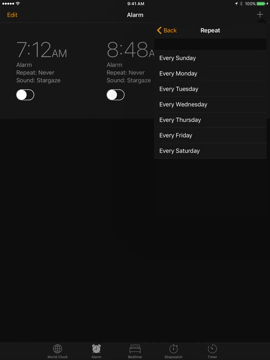 9:41 AM
100%
Edit
Alarm
Back
Repeat
7:12AM
Alarm
Repeat: Never
Sound: Stargaze
8:48A
Alarm
Repeat: Never
Sound: Stargaze
Every Sunday
Every Monday
Every Tuesday
Every Wednesday
Every Thursday
Every Friday
Every Saturday
World Clock
Alarm
Bedtime
Stopwatch
Timer